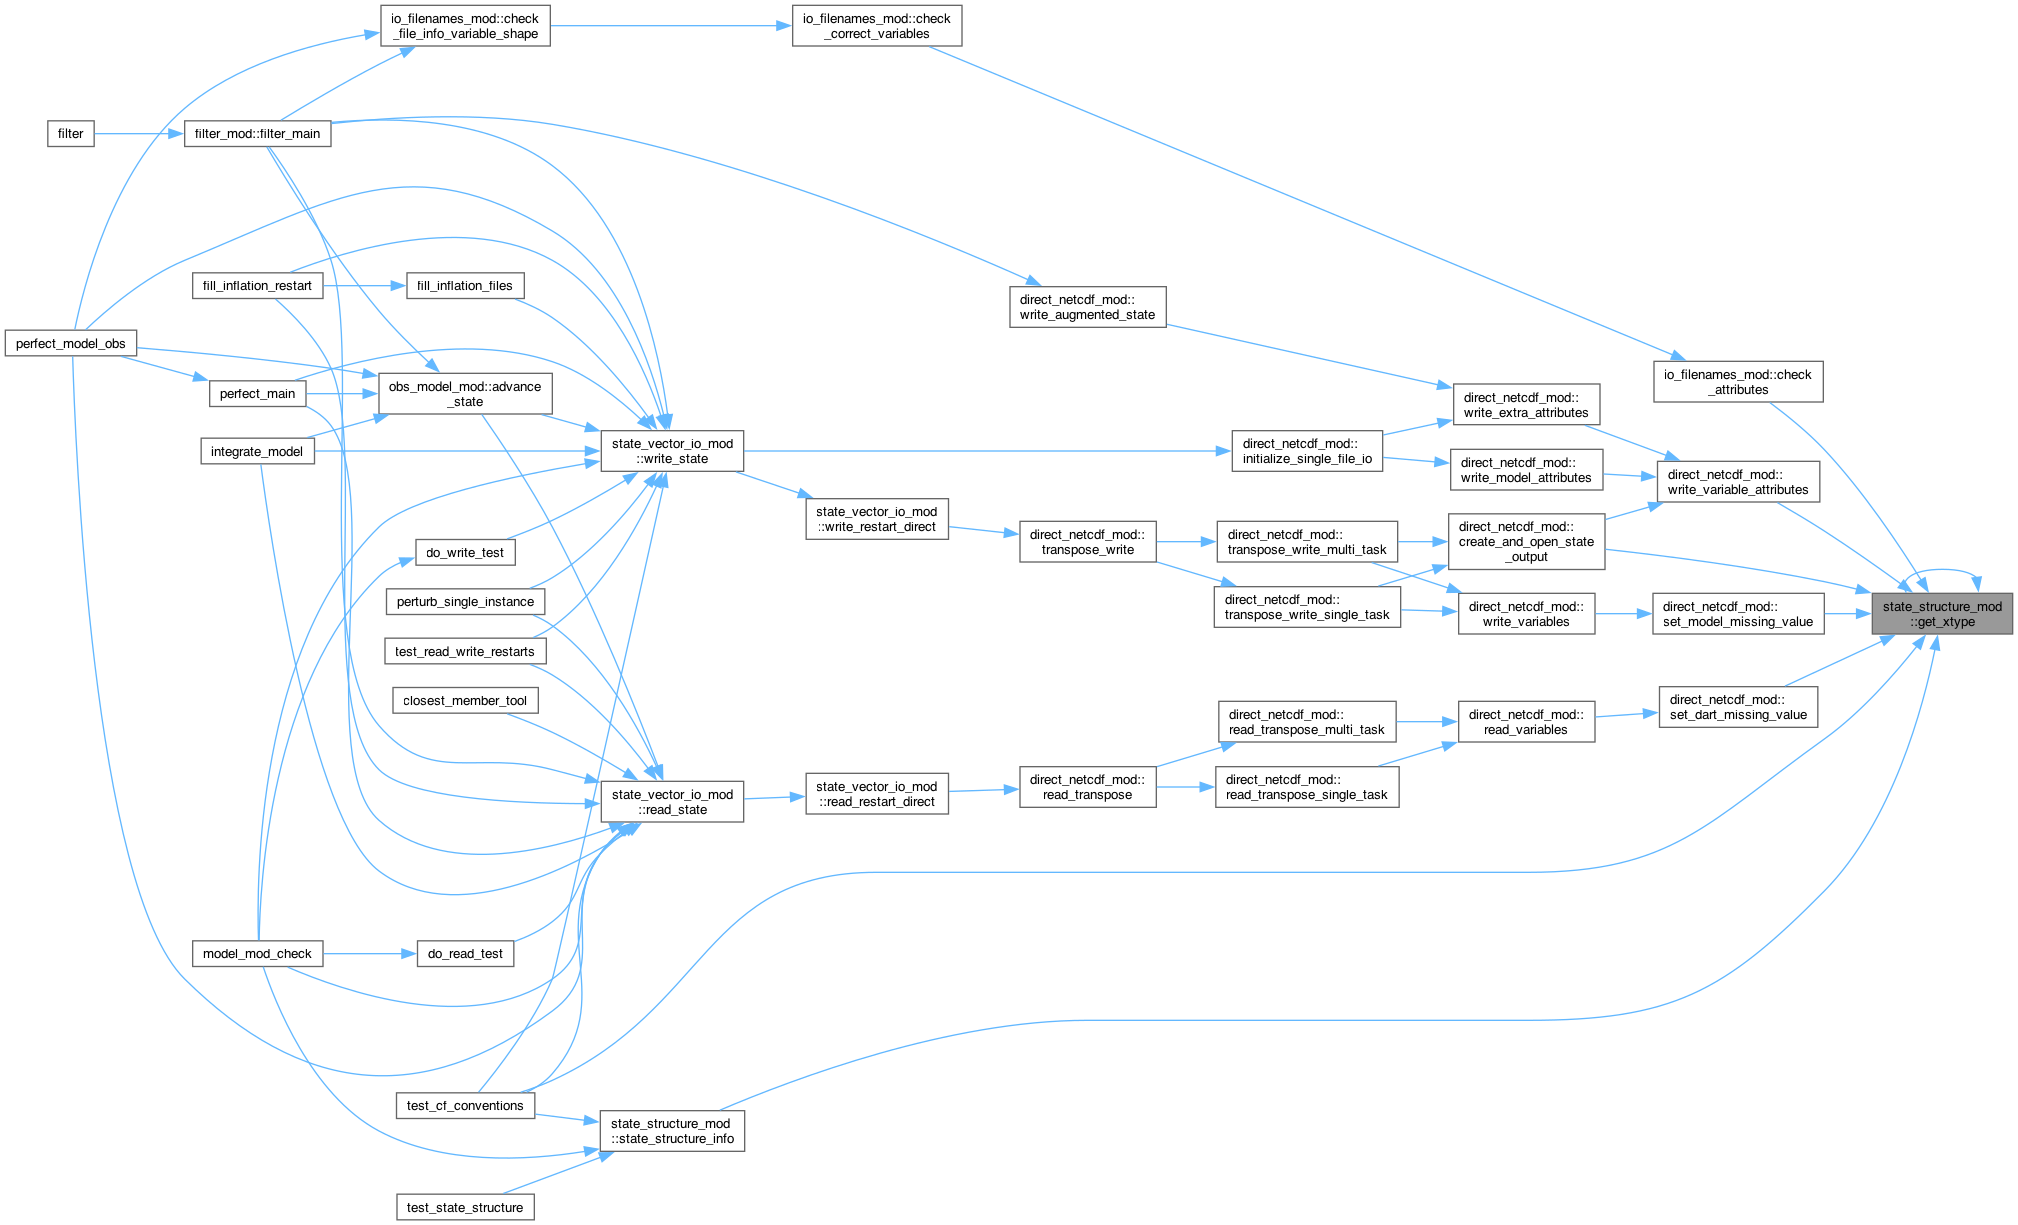 io_filenames_mod::check
_file_info_variable_shape
io_filenames_mod::check
_correct_variables
filter
filter_mod::filter_main
fill_inflation_restart
fill_inflation_files
direct_netcdf_mod::
write_augmented_state
perfect_model_obs
perfect_main
obs_model_mod::advance
_state
io_filenames_mod::check
_attributes
direct_netcdf_mod::
write_extra_attributes
integrate_model
state_vector_io_mod
::write_state
direct_netcdf_mod::
initialize_single_file_io
direct_netcdf_mod::
write_model_attributes
direct_netcdf_mod::
write_variable_attributes
state_vector_io_mod
::write_restart_direct
direct_netcdf_mod::
transpose_write
direct_netcdf_mod::
transpose_write_multi_task
direct_netcdf_mod::
create_and_open_state
_output
do_write_test
perturb_single_instance
direct_netcdf_mod::
transpose_write_single_task
direct_netcdf_mod::
write_variables
direct_netcdf_mod::
set_model_missing_value
state_structure_mod
::get_xtype
test_read_write_restarts
closest_member_tool
direct_netcdf_mod::
read_transpose_multi_task
direct_netcdf_mod::
read_variables
direct_netcdf_mod::
set_dart_missing_value
state_vector_io_mod
::read_state
state_vector_io_mod
::read_restart_direct
direct_netcdf_mod::
read_transpose
direct_netcdf_mod::
read_transpose_single_task
model_mod_check
do_read_test
test_cf_conventions
state_structure_mod
::state_structure_info
test_state_structure